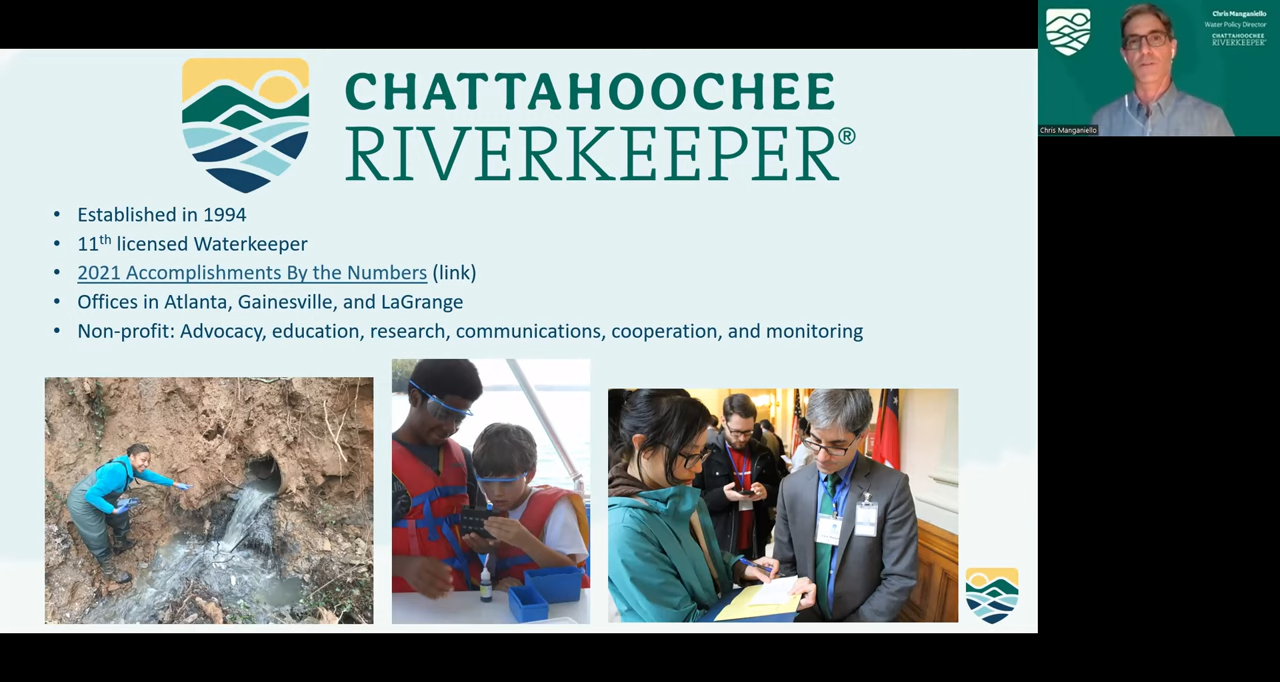 CHATTAHOOCHEE
RIVERKEEPER®
• Established in 1994
• 11th licensed Waterkeeper
• 2021 Accomplishments By the Numbers (link)
• Offices in Atlanta, Gainesville, and LaGrange
• Non-profit: Advocacy, education, research, communications, cooperation, and monitoring
Chris Manganiello
Water Policy Director
CHATTAHOOCHEE
RIVERKEEPER
Chris Manganiello